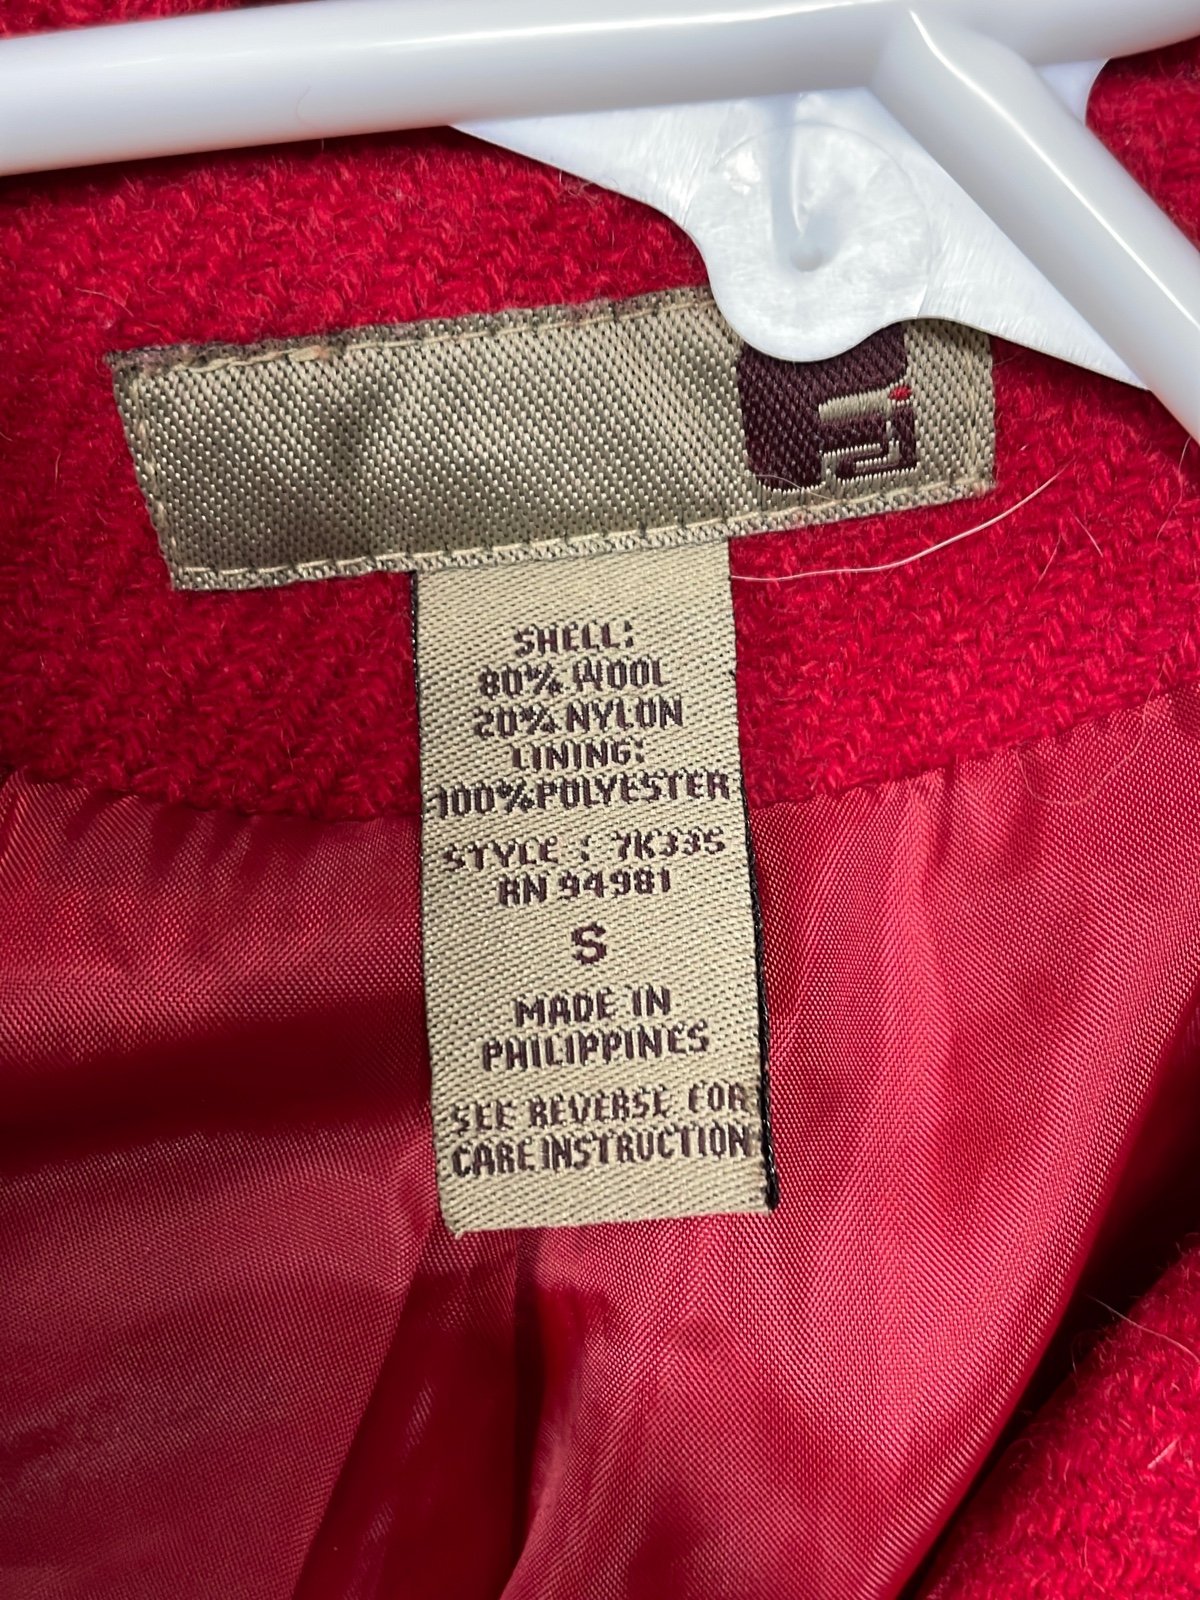 SHELL:
80% WOOL
20% NYLON
LINING:
100% POLYESTER
STYLE : 7K335
RN 94981
S
MADE IN
PHILIPPINES
SEE REVERSE FOR
CARE INSTRUCTION